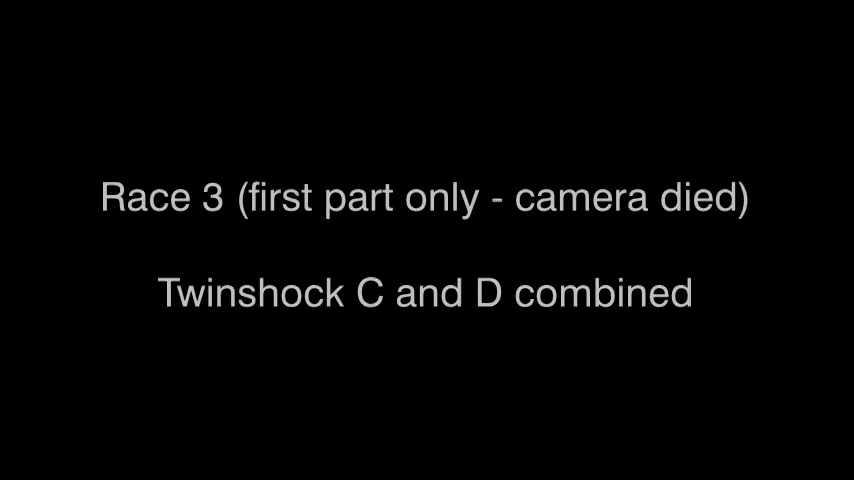 Race 3 (first part only - camera died)
Twinshock C and D combined